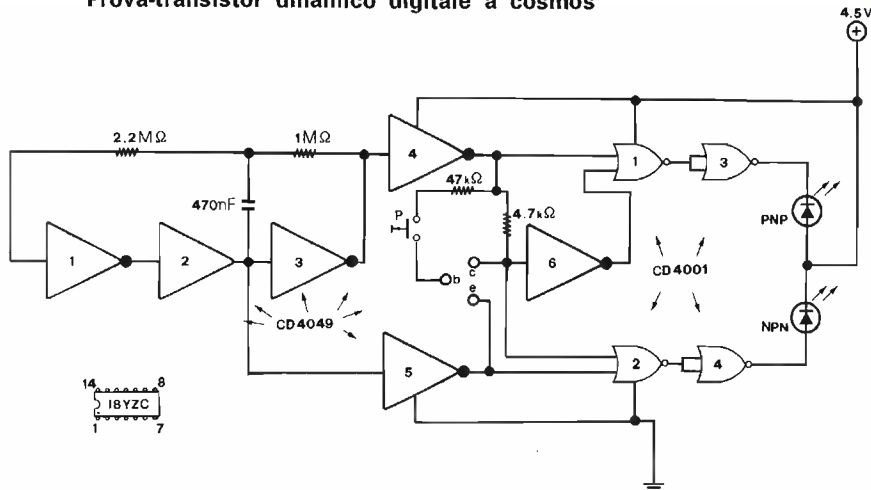 Prova-transistor dinamico digitale a cosmos
4.5V
+
2.2MΩ
1MΩ
4
1
3
470nF
47kΩ
P
4.7kΩ
PNP
1
2
3
b
c
e
6
CD4001
CD4049
NPN
5
2
4
14
8
18YZC
1
7